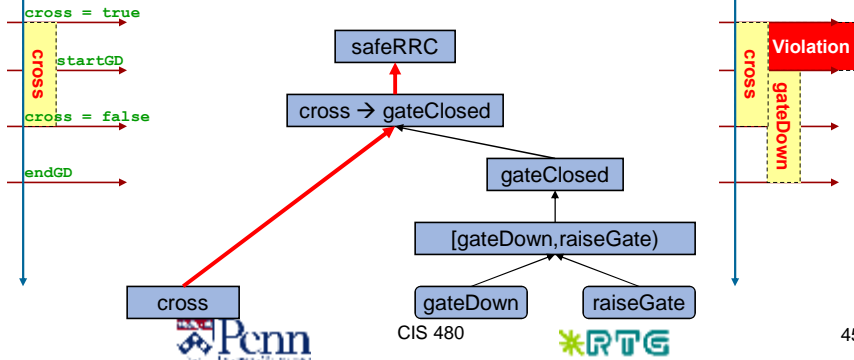 cross = true
cross
startGD
cross = false
endGD
safeRRC
cross → gateClosed
gateClosed
[gateDown,raiseGate)
cross
gateDown
raiseGate
cross
Violation
gateDown
Penn
CIS 480
RTG
45